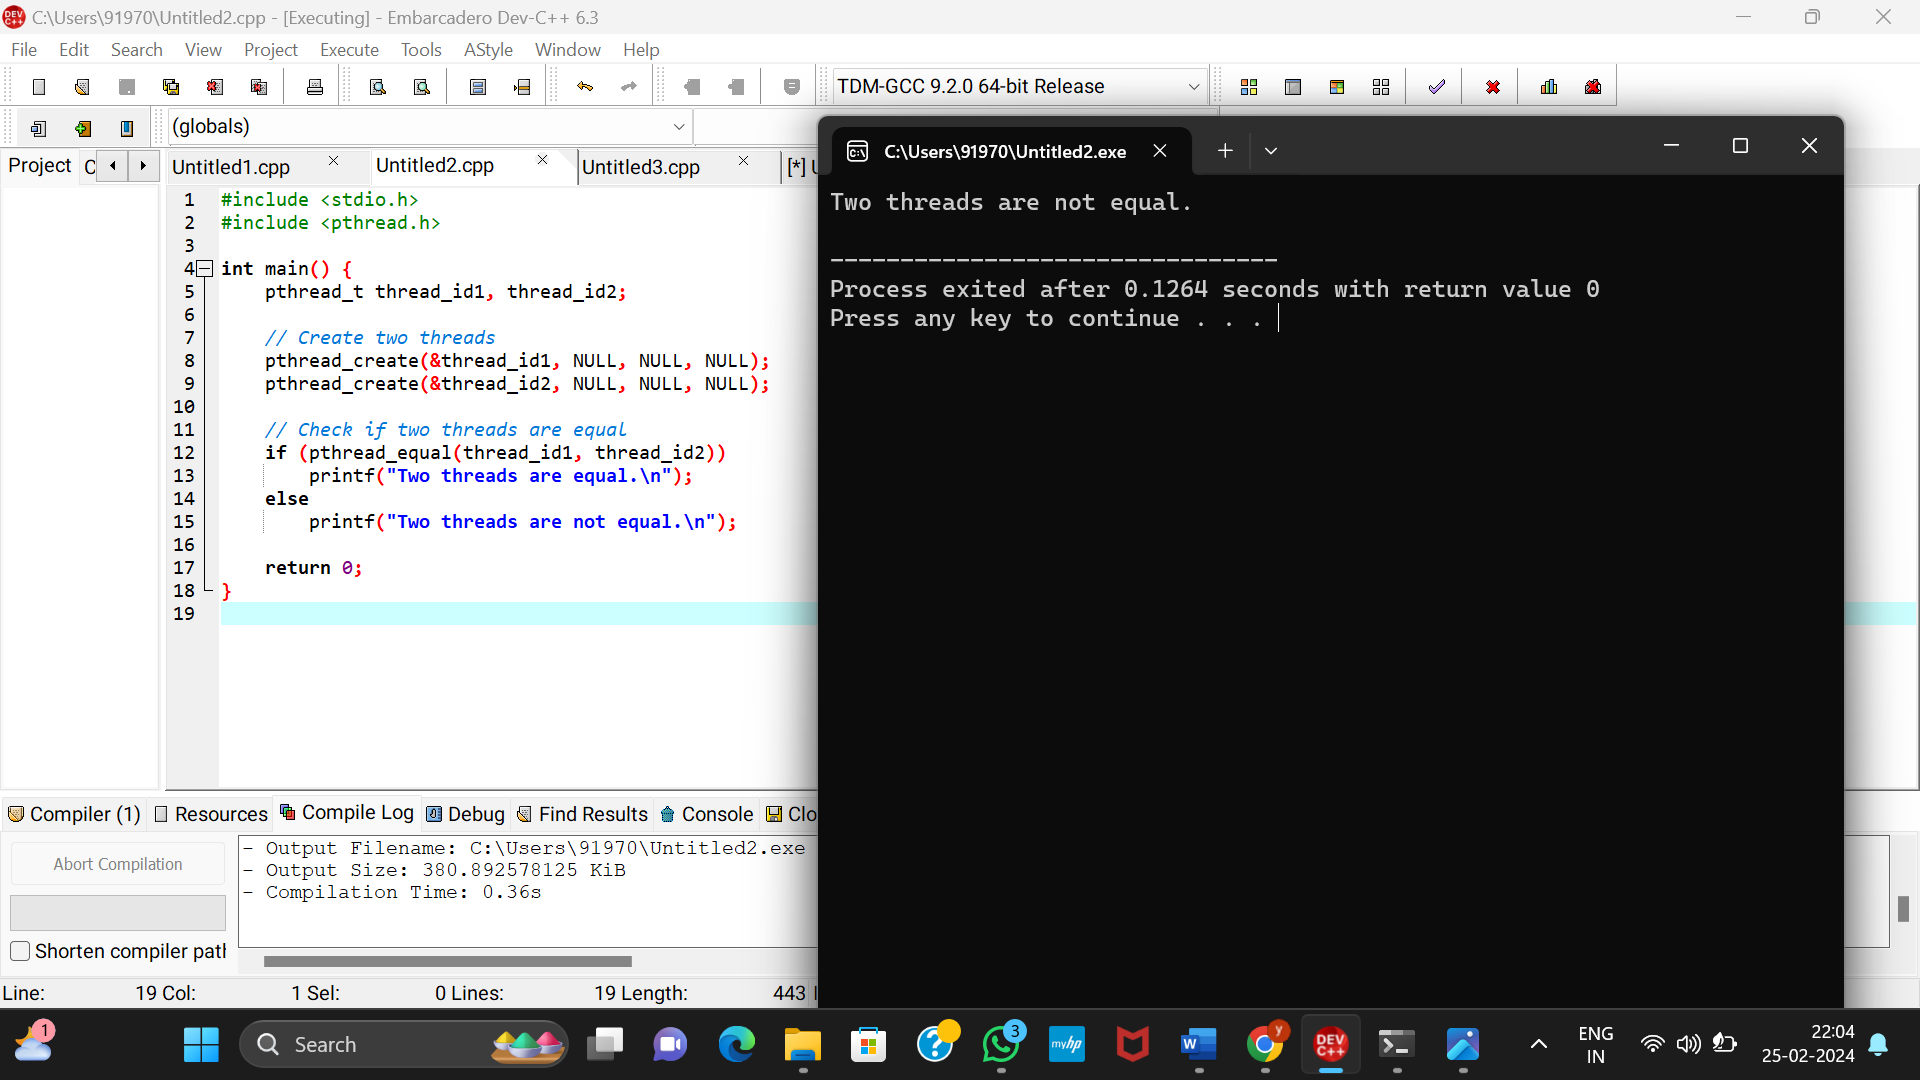 C:\Users\91970\Untitled2.cpp - [Executing] - Embarcadero Dev-C++ 6.3
File Edit Search View Project Execute Tools AStyle Window Help
TDM-GCC 9.2.0 64-bit Release
(globals)
Project C Untitled1.cpp Untitled2.cpp Untitled3.cpp [*] U
1 #include <stdio.h>
2 #include <pthread.h>
3
4 int main() {
5 pthread_t thread_id1, thread_id2;
6
7 // Create two threads
8 pthread_create(&thread_id1, NULL, NULL, NULL);
9 pthread_create(&thread_id2, NULL, NULL, NULL);
10
11 // Check if two threads are equal
12 if (pthread_equal(thread_id1, thread_id2))
13 printf("Two threads are equal.\n");
14 else
15 printf("Two threads are not equal.\n");
16
17 return 0;
18 }
19
C:\Users\91970\Untitled2.exe
Two threads are not equal.
--------------------------------
Process exited after 0.1264 seconds with return value 0
Press any key to continue . . .
Compiler (1) Resources Compile Log Debug Find Results Console Clo
Abort Compilation
Shorten compiler path
- Output Filename: C:\Users\91970\Untitled2.exe
- Output Size: 380.892578125 KiB
- Compilation Time: 0.36s
Line: 19 Col: 1 Sel: 0 Lines: 19 Length: 443
1
Search
3
myhp
W
y
DEV
C++
ENG
IN
22:04
25-02-2024